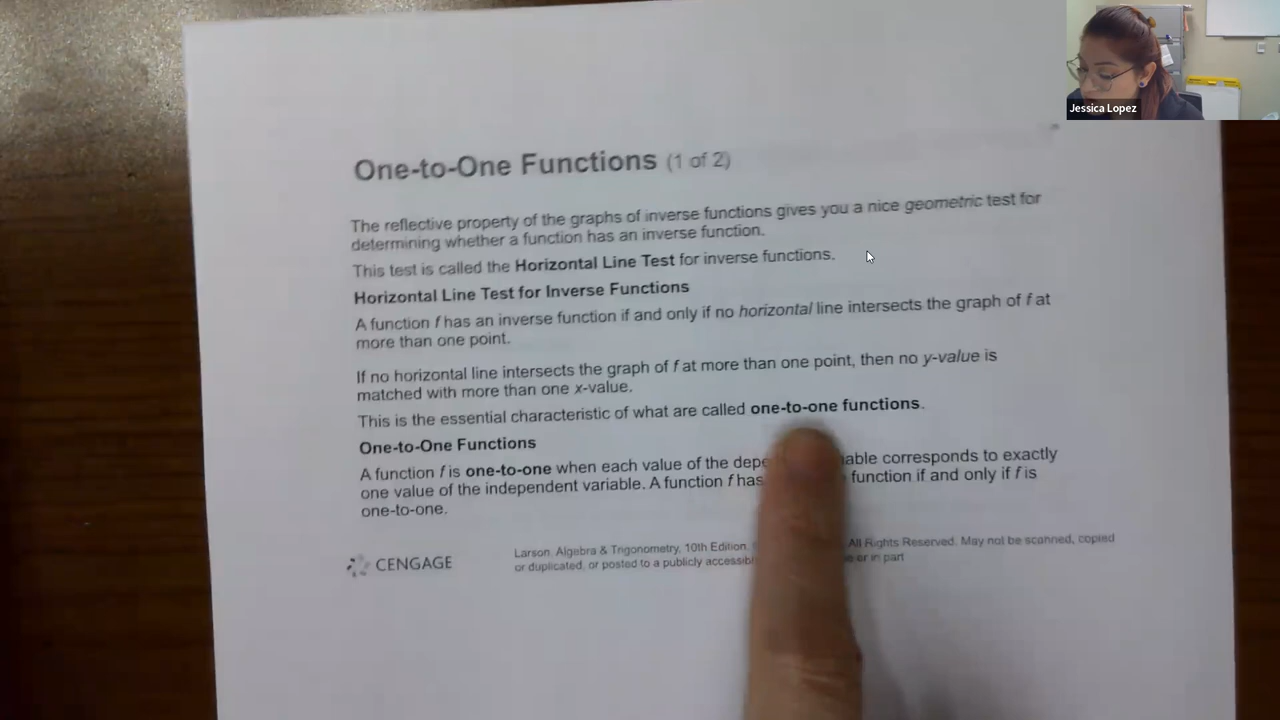 Jessica Lopez
One-to-One Functions (1 of 2)
The reflective property of the graphs of inverse functions gives you a nice geometric test for
determining whether a function has an inverse function.
This test is called the Horizontal Line Test for inverse functions.
Horizontal Line Test for Inverse Functions
A function f has an inverse function if and only if no horizontal line intersects the graph of f at
more than one point.
If no horizontal line intersects the graph of f at more than one point, then no y-value is
matched with more than one x-value.
This is the essential characteristic of what are called one-to-one functions.
One-to-One Functions
A function f is one-to-one when each value of the corresponds to exactly
one value of the independent variable. A function f has function if and only if f is
one-to-one.
CENGAGE
Larson, Algebra & Trigonometry, 10th Edition. All Rights Reserved. May not be scanned, copied
or duplicated, or posted to a publicly or in part